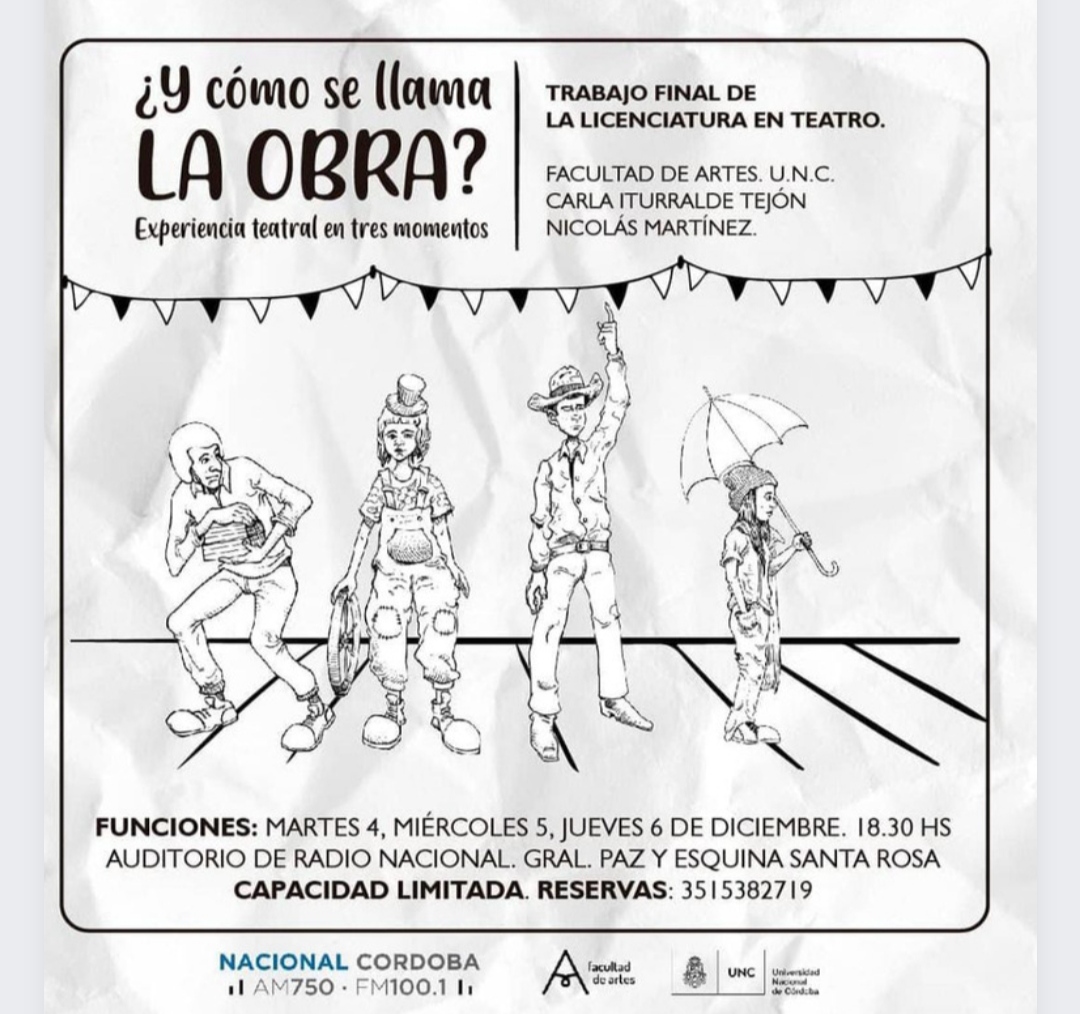 ¿Y cómo se llama
LA OBRA?
Experiencia teatral en tres momentos
TRABAJO FINAL DE
LA LICENCIATURA EN TEATRO.
FACULTAD DE ARTES. U.N.C.
CARLA ITURRALDE TEJÓN
NICOLÁS MARTÍNEZ.
FUNCIONES: MARTES 4, MIÉRCOLES 5, JUEVES 6 DE DICIEMBRE. 18.30 HS
AUDITORIO DE RADIO NACIONAL. GRAL. PAZ Y ESQUINA SANTA ROSA
CAPACIDAD LIMITADA. RESERVAS: 3515382719
NACIONAL CORDOBA
AM750 · FM100.1
facultad
de artes
UNC
Universidad
Nacional
de Córdoba